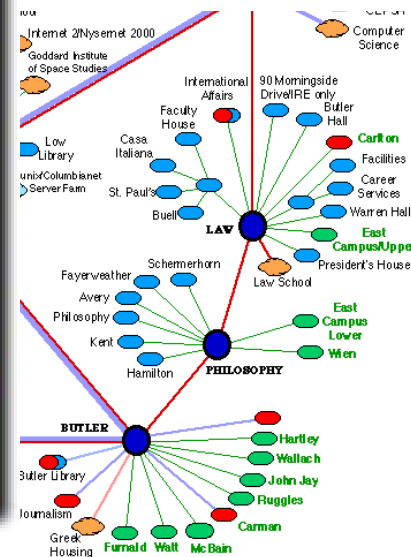 Internet 2/Nysernet 2000
Goddard Institute
of Space Studies
Computer
Science
International
Affairs
90 Morningside
Drive/IRE only
Butler
Hall
Faculty
House
Carlton
Casa
Italiana
Low
Library
Facilities
Career
Services
unix/Columbianet
Server Farm
St. Paul's
Buell
Warren Hall
LAW
East
Campus/Uppe
President's House
Law School
Schermerhorn
Fayerweather
Avery
Philosophy
Kent
Hamilton
East
Campus
Lower
Wien
PHILOSOPHY
BUTLER
Hartley
Wallach
John Jay
Ruggles
Butler Library
Journalism
Carman
Greek
Housing
Furnald
Watt
McBain